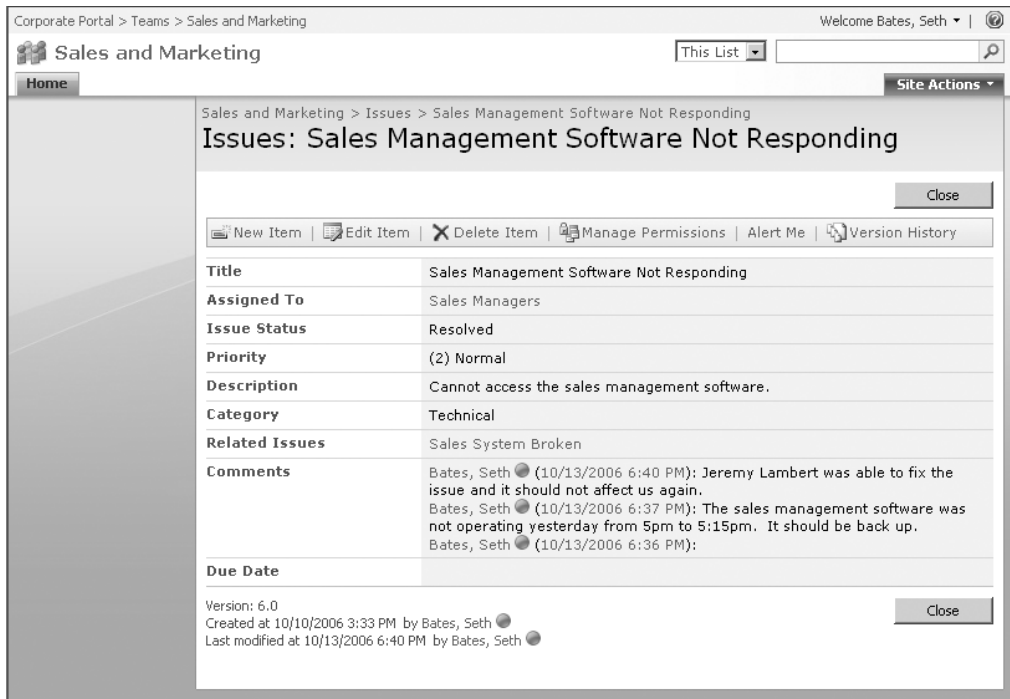 Corporate Portal > Teams > Sales and Marketing
Welcome Bates, Seth
Sales and Marketing
This List
Home
Site Actions
Sales and Marketing > Issues > Sales Management Software Not Responding
Issues: Sales Management Software Not Responding
Close
New Item | Edit Item | Delete Item | Manage Permissions | Alert Me | Version History
Title Sales Management Software Not Responding
Assigned To Sales Managers
Issue Status Resolved
Priority (2) Normal
Description Cannot access the sales management software.
Category Technical
Related Issues Sales System Broken
Comments Bates, Seth (10/13/2006 6:40 PM): Jeremy Lambert was able to fix the
issue and it should not affect us again.
Bates, Seth (10/13/2006 6:37 PM): The sales management software was
not operating yesterday from 5pm to 5:15pm. It should be back up.
Bates, Seth (10/13/2006 6:36 PM):
Due Date
Version: 6.0
Created at 10/10/2006 3:33 PM by Bates, Seth
Last modified at 10/13/2006 6:40 PM by Bates, Seth
Close